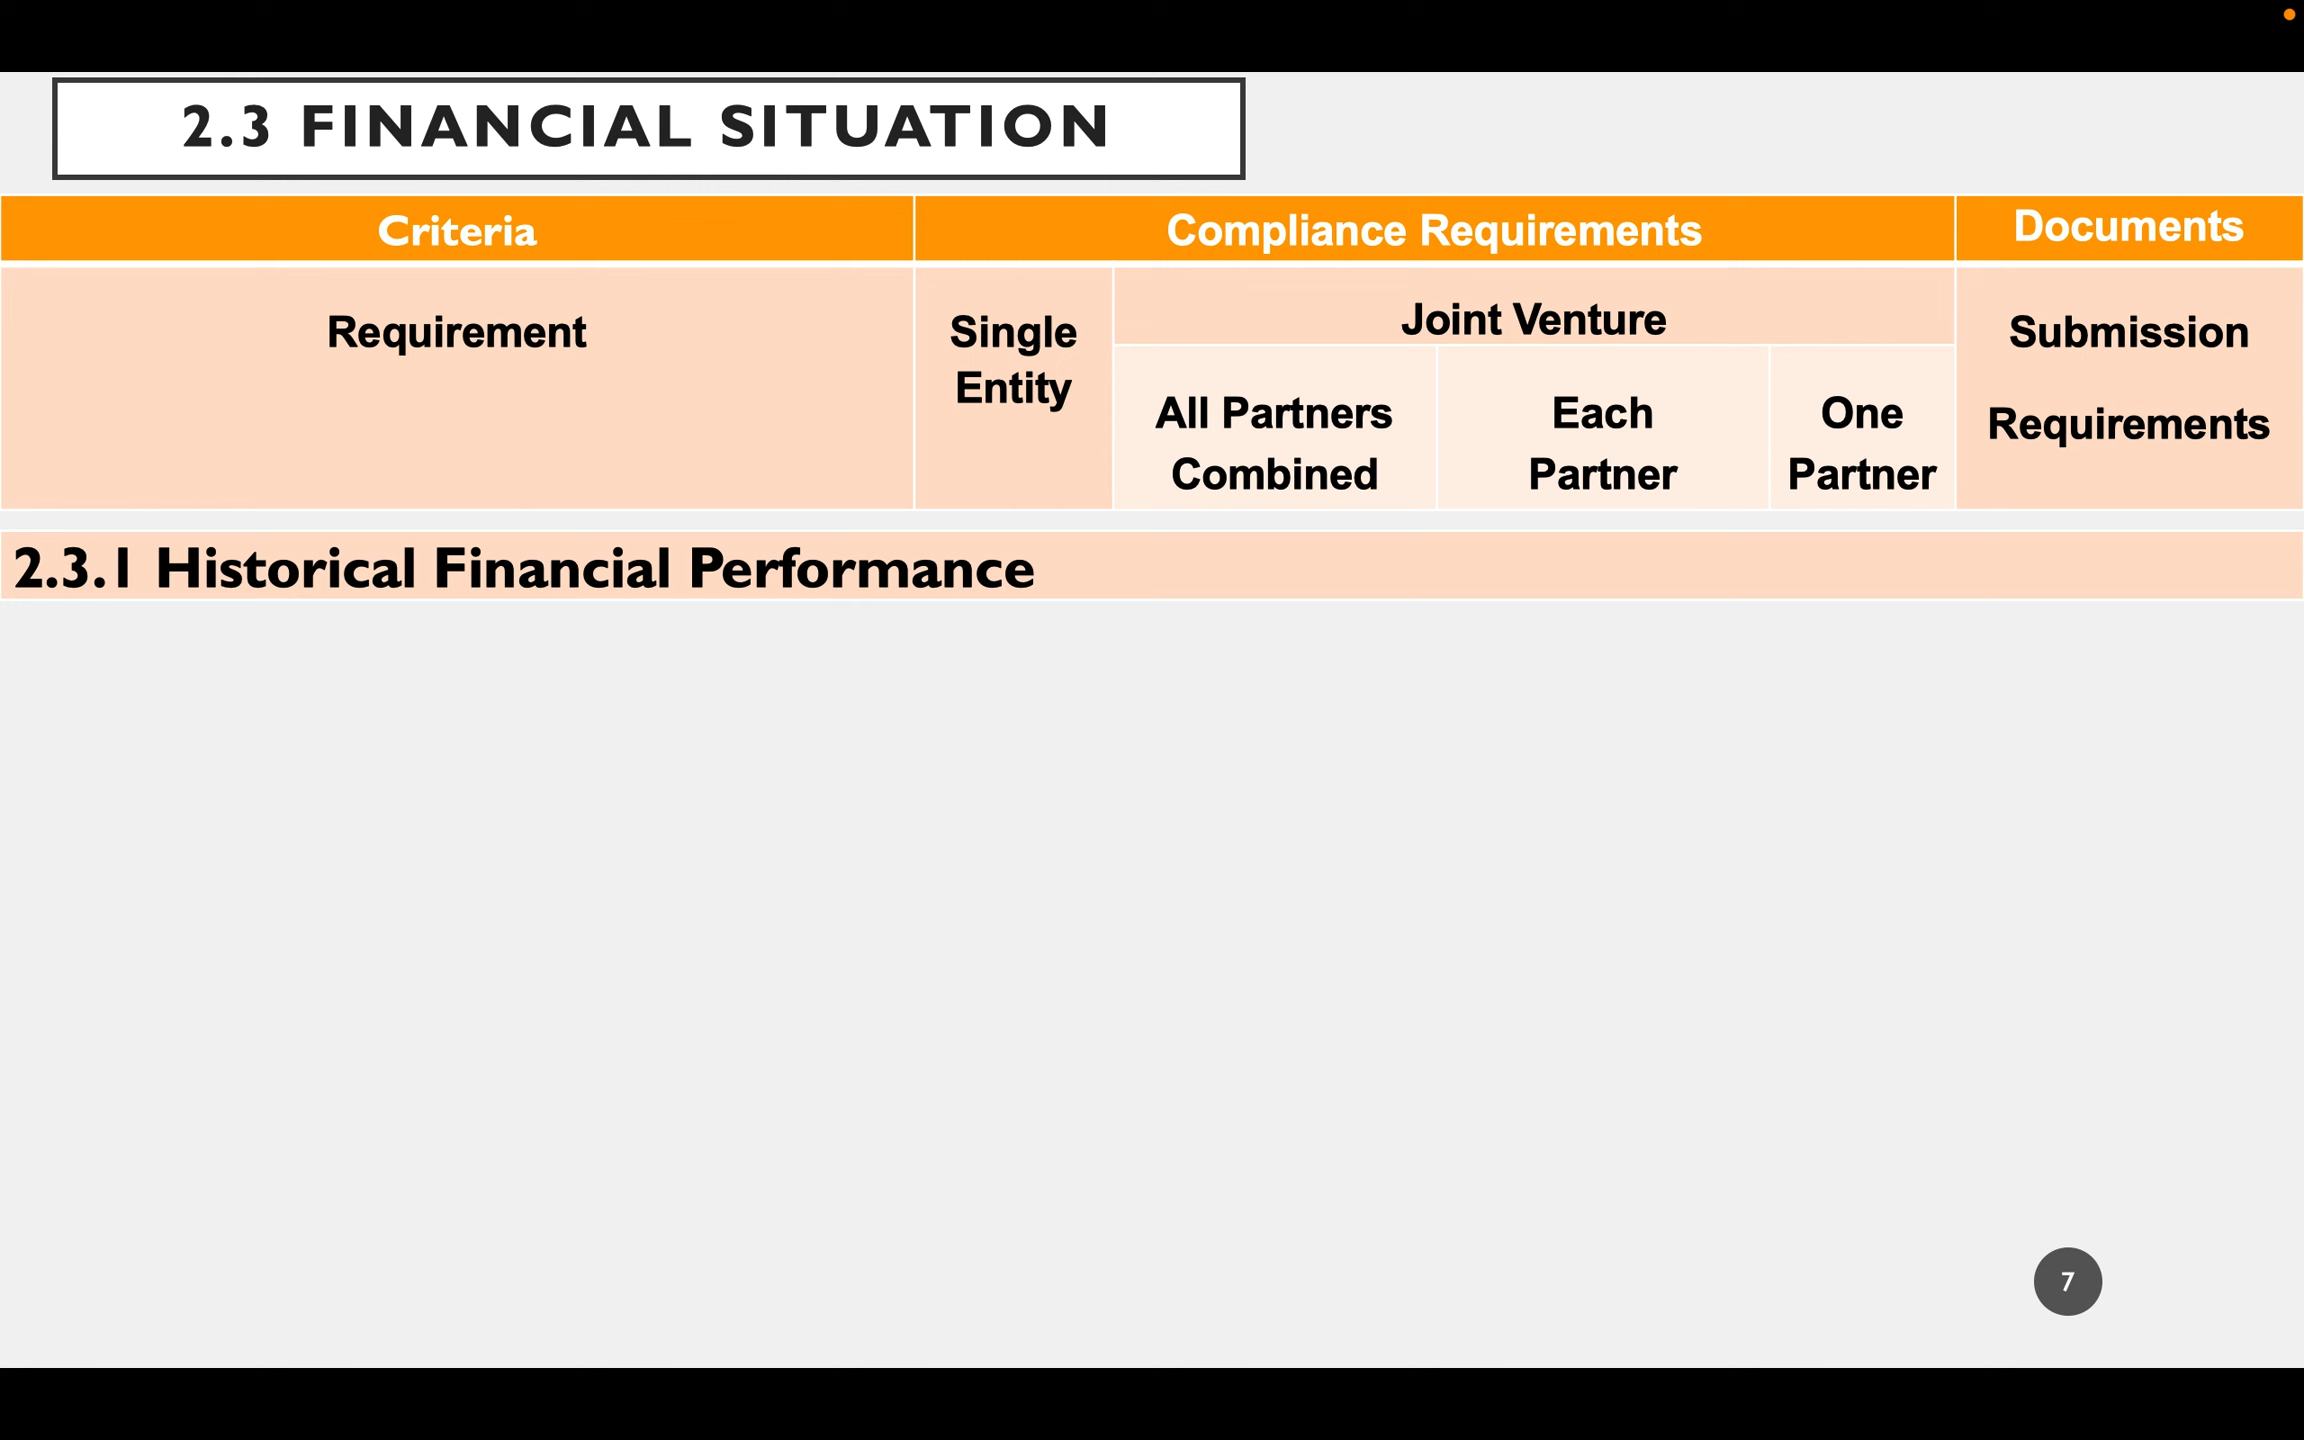 2.3 FINANCIAL SITUATION
Criteria
Compliance Requirements
Documents
Requirement
Single
Entity
Joint Venture
All Partners
Combined
Each
Partner
One
Partner
Submission
Requirements
2.3.1 Historical Financial Performance
7